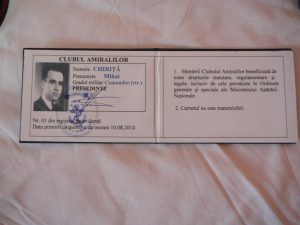 CLUBUL AMIRALILOR
Numele CHIRIȚĂ
Prenumele Mihai
Gradul militar Comandor (rtr.)
PREȘEDINTE
Nr. 01 din registrul de evidență
Data primirii calității de onoare 10.08.2014
1. Membrii Clubului Amiralilor beneficiază de
toate drepturile statutare, regulamentare și
legale, inclusiv de cele prevăzute în Ordinele
generale și speciale ale Ministerului Apărării
Naționale.
2. Carnetul nu este transmisibil.